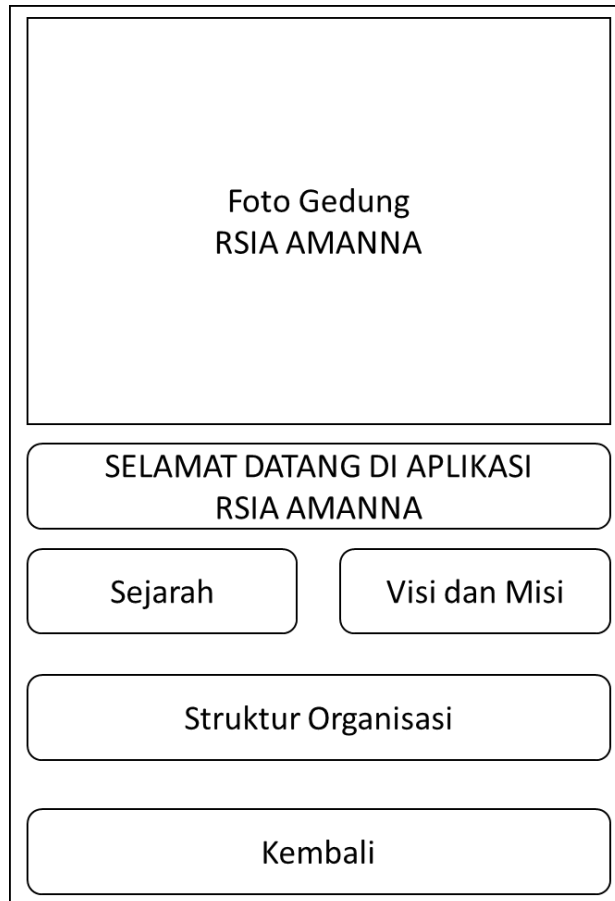 Foto Gedung
RSIA AMANNA
SELAMAT DATANG DI APLIKASI
RSIA AMANNA
Sejarah
Visi dan Misi
Struktur Organisasi
Kembali